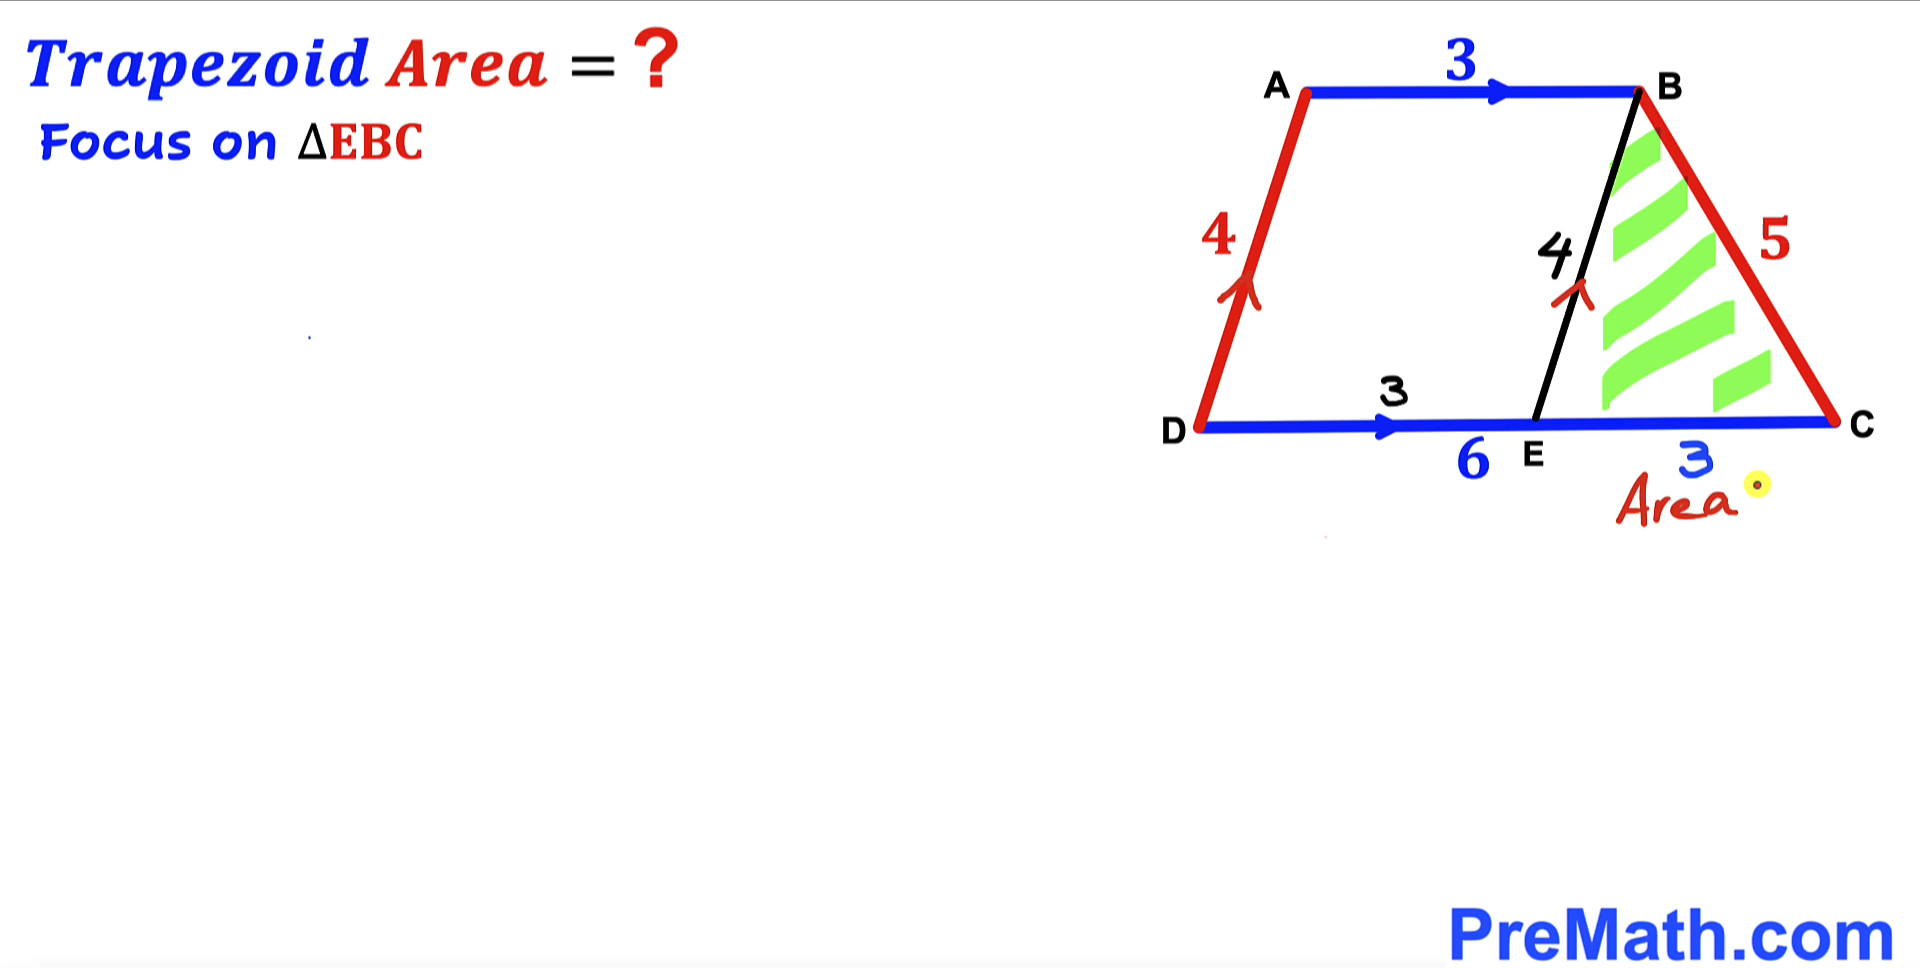 Trapezoid Area = ?
Focus on ΔEBC
A
3
B
4
4
5
D
3
6
E
3
C
Area
PreMath.com